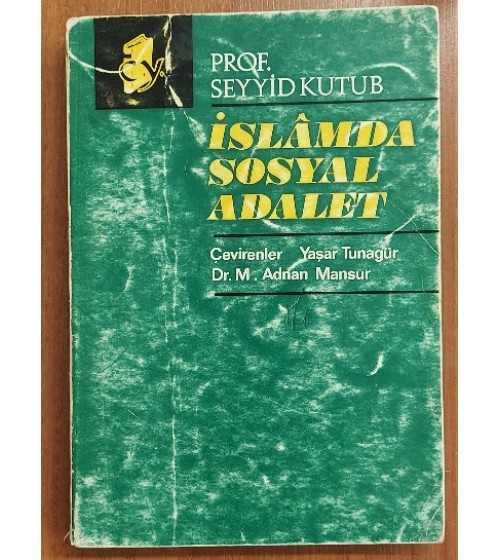 PROF.
SEYYİD KUTUB
İSLÂMDA
SOSYAL
ADALET
Çevirenler Yaşar Tunagür
Dr. M. Adnan Mansur